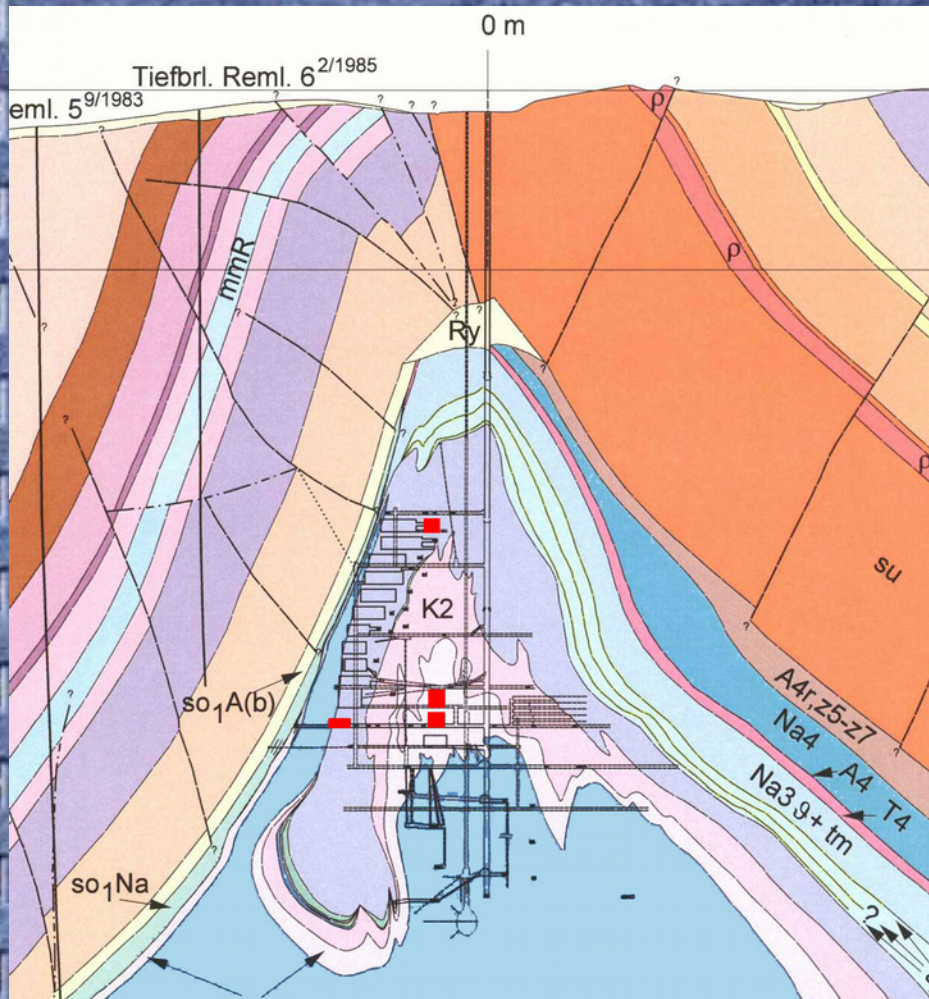 0 m
Tiefbrl. Reml. 6 2/1985
eml. 5 9/1983
ρ
mmR
ρ
Ry
ρ
su
K2
so1A(b)
A4r,z5-z7
Na4
A4
T4
Na3ϑ+ tm
so1Na
?